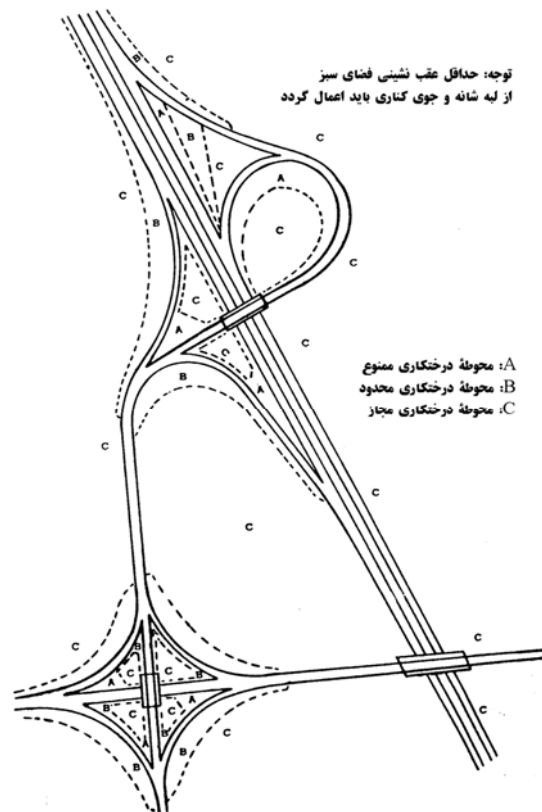 توجه: حداقل عقب نشینی فضای سبز
از لبه شانه و جوی کناری باید اعمال گردد
B
C
C
A
B
C
C
A
C
C
B
C
C
C
A
C
C
A: محوطهٔ درختکاری ممنوع
B: محوطهٔ درختکاری محدود
C: محوطهٔ درختکاری مجاز
B
A
C
C
C
C
C
B
C
C
A
B
B
C
A
B
C
C
A
B
B
C
C